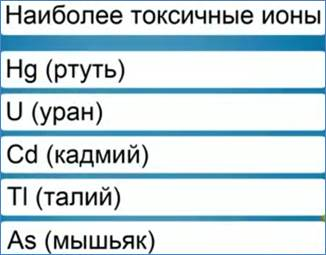 Наиболее токсичные ионы
Hg (ртуть)
U (уран)
Cd (кадмий)
Tl (талий)
As (мышьяк)